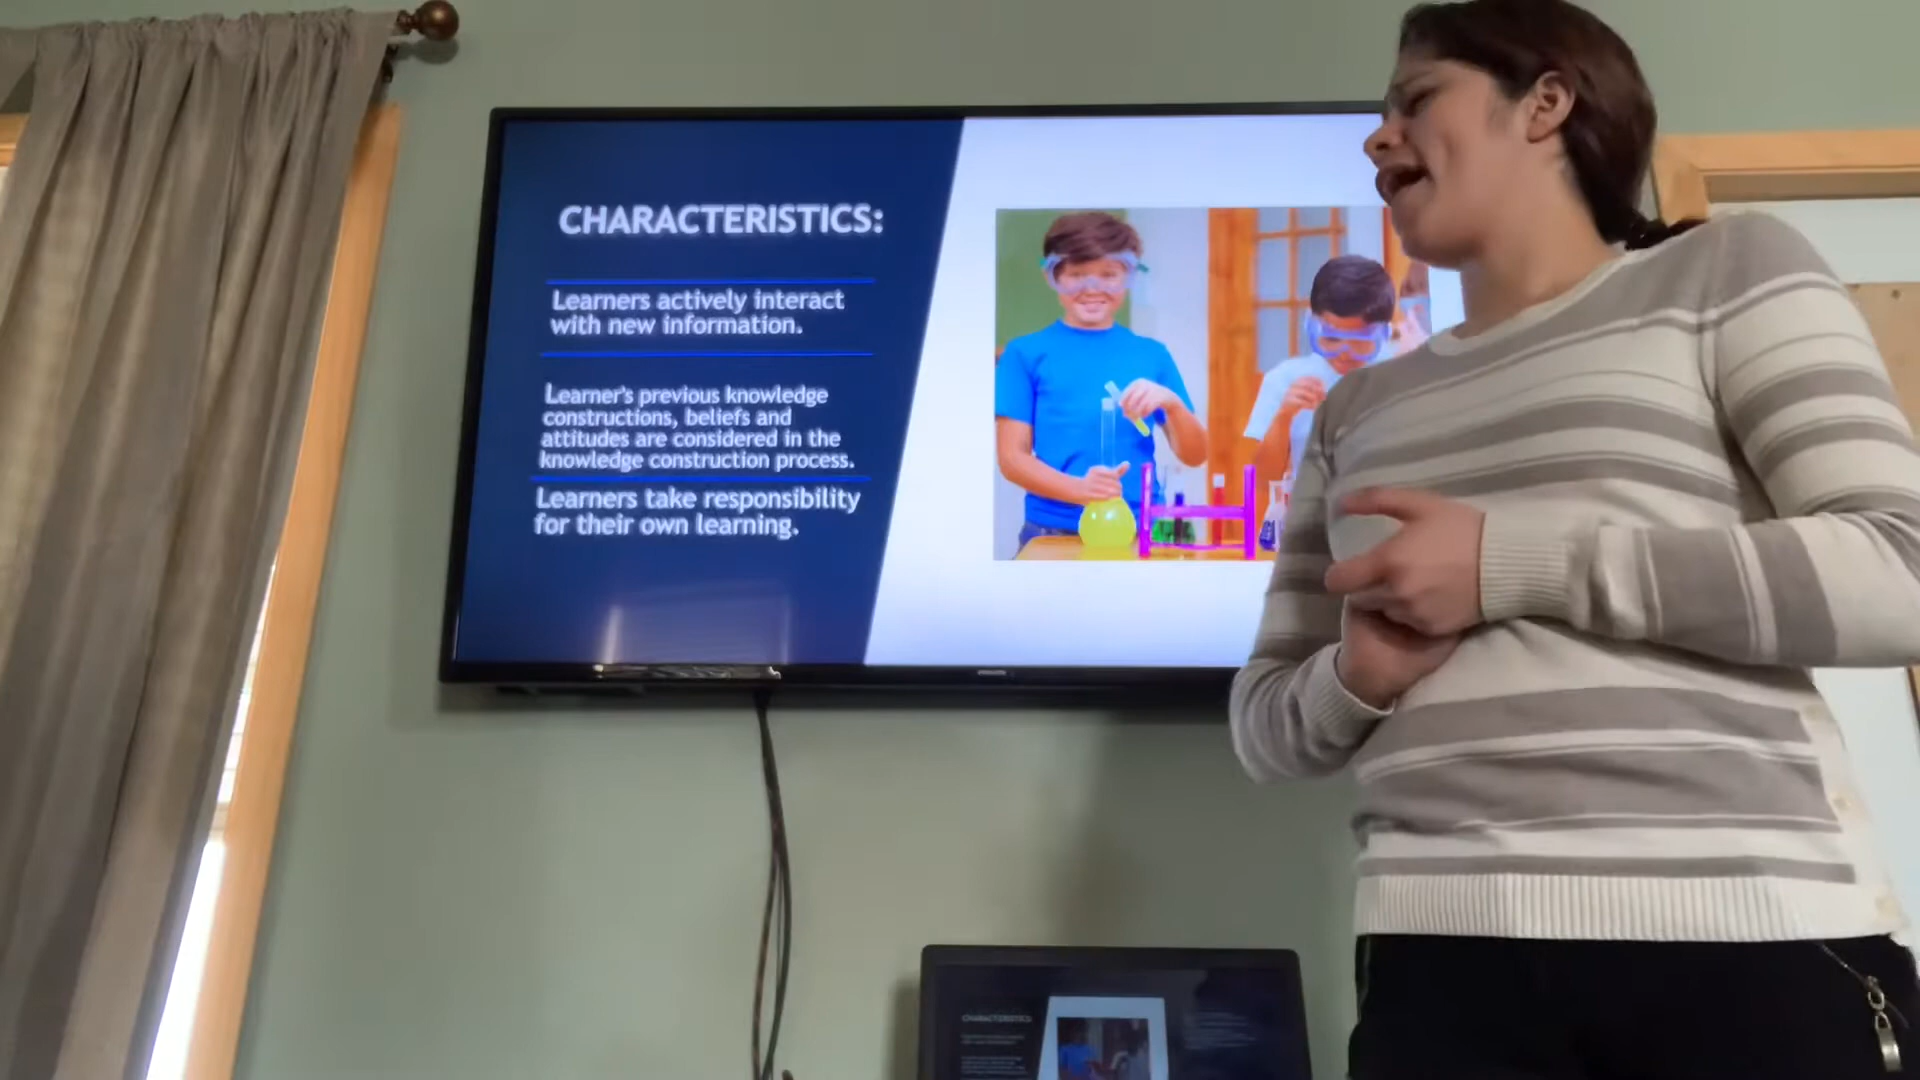 CHARACTERISTICS:
Learners actively interact
with new information.
Learner's previous knowledge
constructions, beliefs and
attitudes are considered in the
knowledge construction process.
Learners take responsibility
for their own learning.
CHARACTERISTICS: